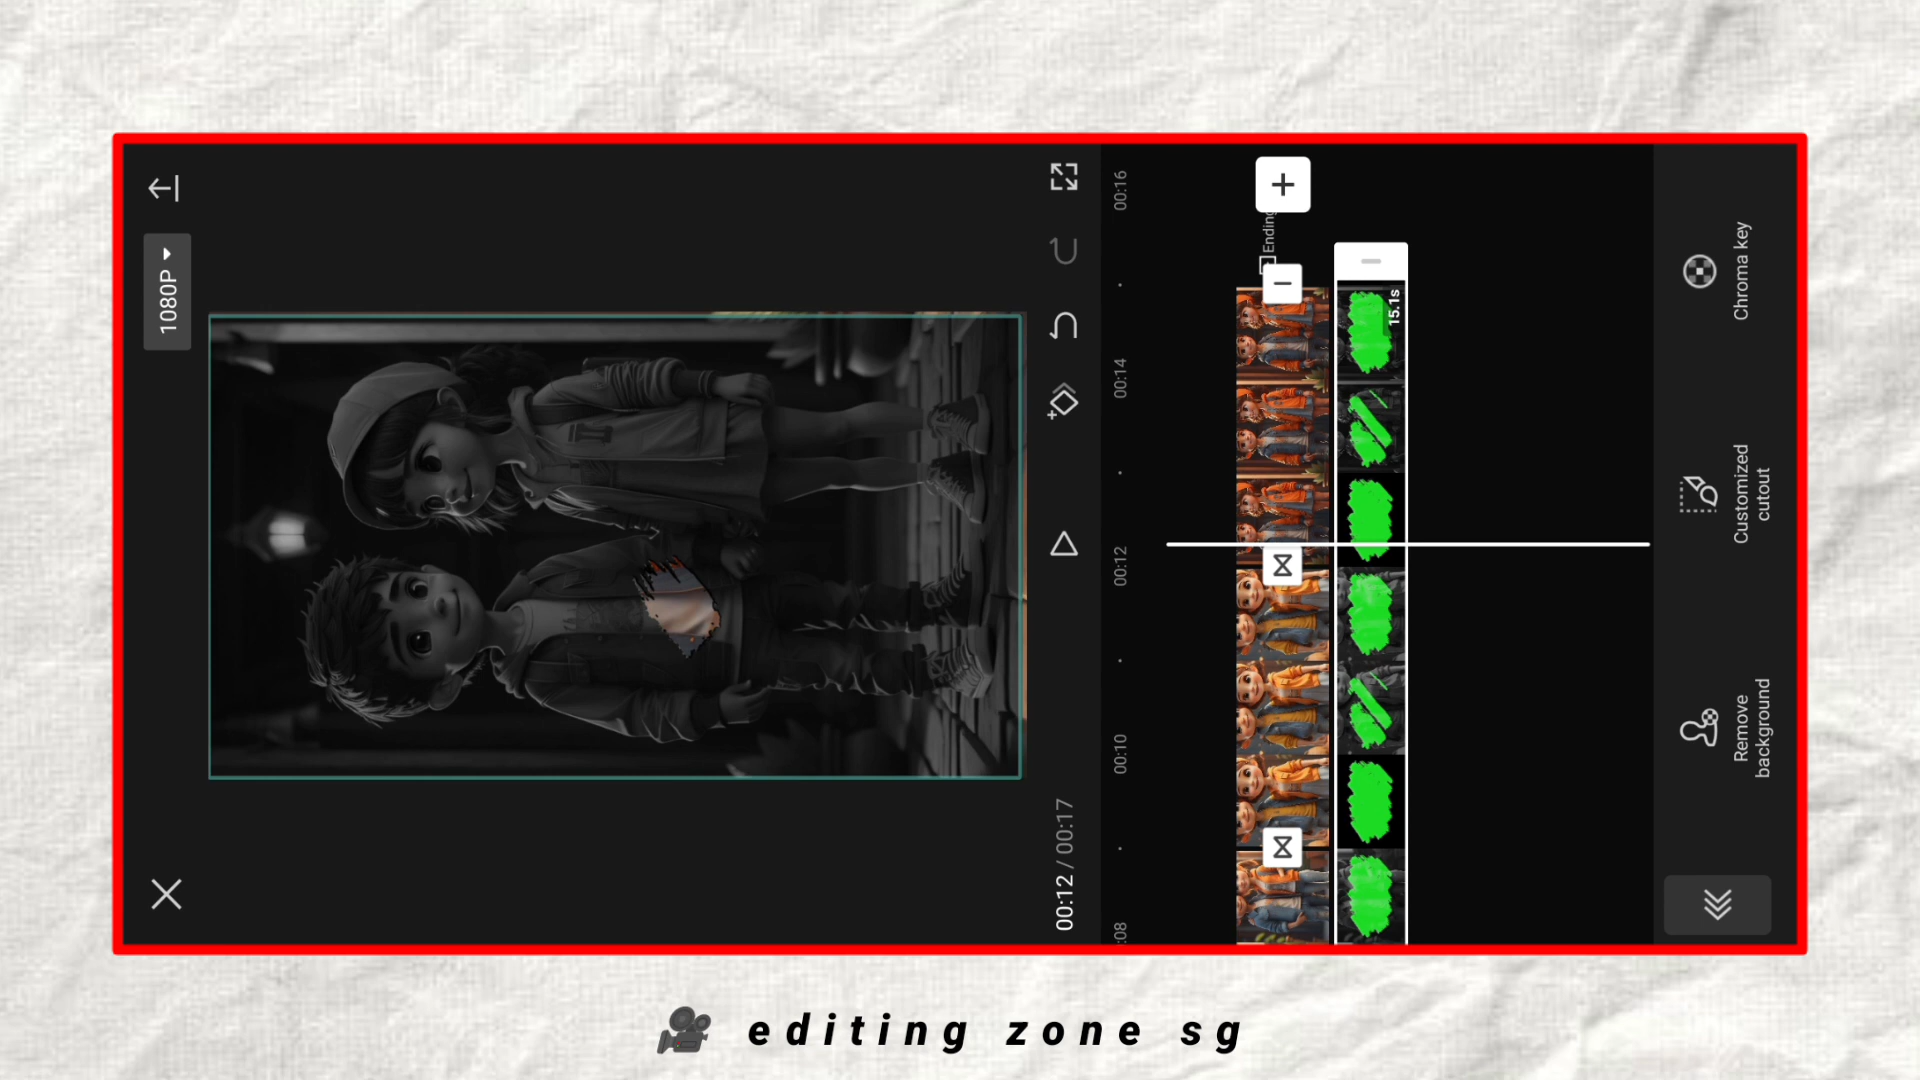 1080P
00:12 / 00:17
:08
00:10
00:12
00:14
00:16
Ending
15.1s
Remove
background
Customized
cutout
Chroma key
editing zone sg